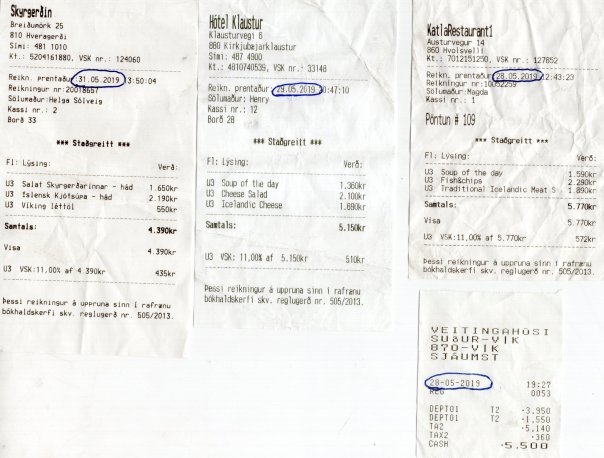 Skyrgerðin
Breiðumörk 25
810 Hveragerði
Sími: 481 1010
Kt.: 5204161880, VSK nr.: 124060
Reikn. prentaður: 31.05.2019 13:50:04
Reikningur nr:20018657
Sölumaður:Helga Sólveig
Kassi nr.: 2
Borð 33
*** Staðgreitt ***
Fl: Lýsing: Verð:
U3 Salat Skyrgerðarinnar - hád 1.650kr
U3 Íslensk Kjötsúpa - hád 2.190kr
U3 Víking léttöl 550kr
Samtals: 4.390kr
Visa 4.390kr
U3 VSK:11,00% af 4.390kr 435kr
Þessi reikningur á uppruna sinn í rafrænu
bókhaldskerfi skv. reglugerð nr. 505/2013.
Hótel Klaustur
Klausturvegi 6
880 Kirkjubæjarklaustur
Sími: 487 4900
Kt.: 4810740539, VSK nr.: 33148
Reikn. prentaður: 29.05.2019 20:47:10
Sölumaður: Henry
Kassi nr.: 12
Borð 28
*** Staðgreitt ***
Fl: Lýsing: Verð:
U3 Soup of the day 1.360kr
U3 Cheese Salad 2.100kr
U3 Icelandic Cheese 1.690kr
Samtals: 5.150kr
U3 VSK: 11,00% af 5.150kr 510kr
Þessi reikningur á uppruna sinn í rafrænu
bókhaldskerfi skv. reglugerð nr. 505/2013.
KatlaRestaurant1
Austurvegur 14
860 Hvolsvelli
Kt.: 7012151250, VSK nr.: 127852
Reikn. prentaður: 28.05.2019 12:43:23
Reikningur nr:10052259
Sölumaður:Magda
Kassi nr.: 1
Pöntun # 109
*** Staðgreitt ***
Fl: Lýsing: Verð:
U3 Soup of the day 1.590kr
U3 Fish&chips 2.290kr
U3 Traditional Icelandic Meat S 1.890kr
Samtals: 5.770kr
Visa 5.770kr
U3 VSK:11,00% af 5.770kr 572kr
Þessi reikningur á uppruna sinn í rafrænu
bókhaldskerfi skv. reglugerð nr. 505/2013.
VEITINGAHÚSI
SUÐUR-VÍK
870-VÍK
SJÁUMST
28-05-2019 19:27
REG 0053
DEPT01 T2 ·3,950
DEPT01 T2 ·1,550
TA2 ·5,140
TAX2 ·360
CASH ·5,500